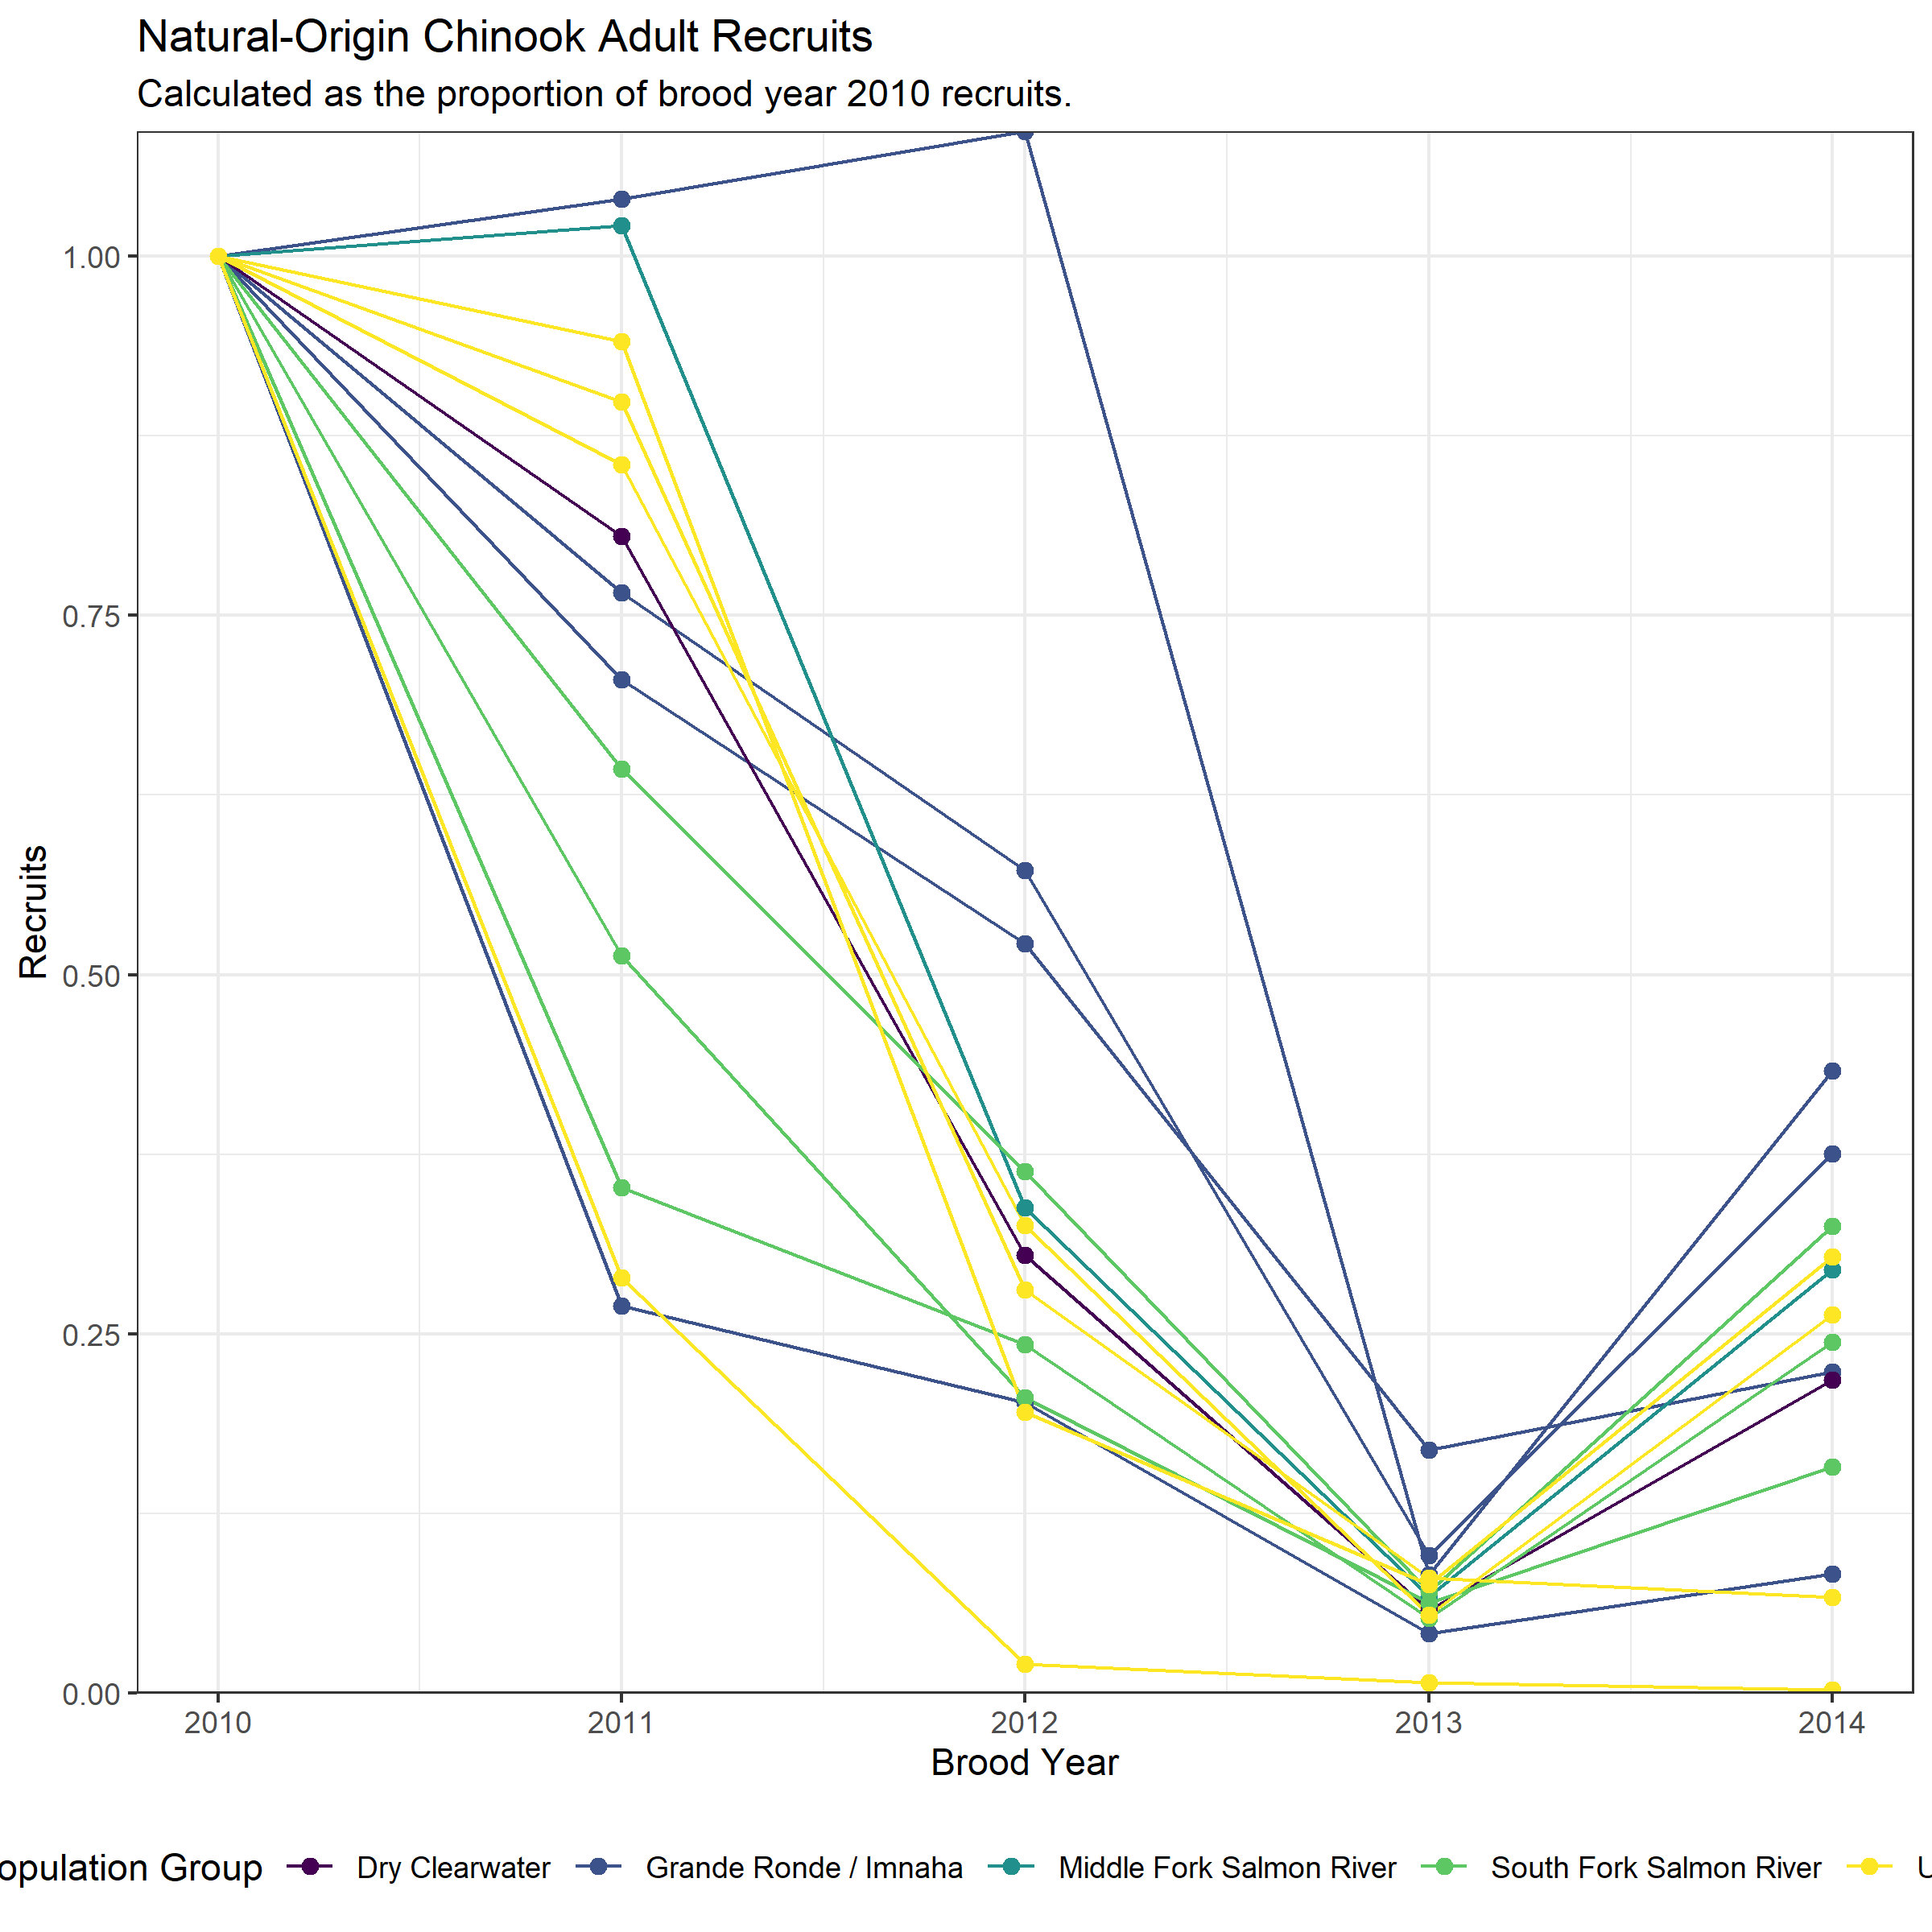 Natural-Origin Chinook Adult Recruits
Calculated as the proportion of brood year 2010 recruits.
1.00
0.75
0.50
0.25
0.00
Recruits
2010 2011 2012 2013 2014
Brood Year
opulation Group Dry Clearwater Grande Ronde / Imnaha Middle Fork Salmon River South Fork Salmon River U